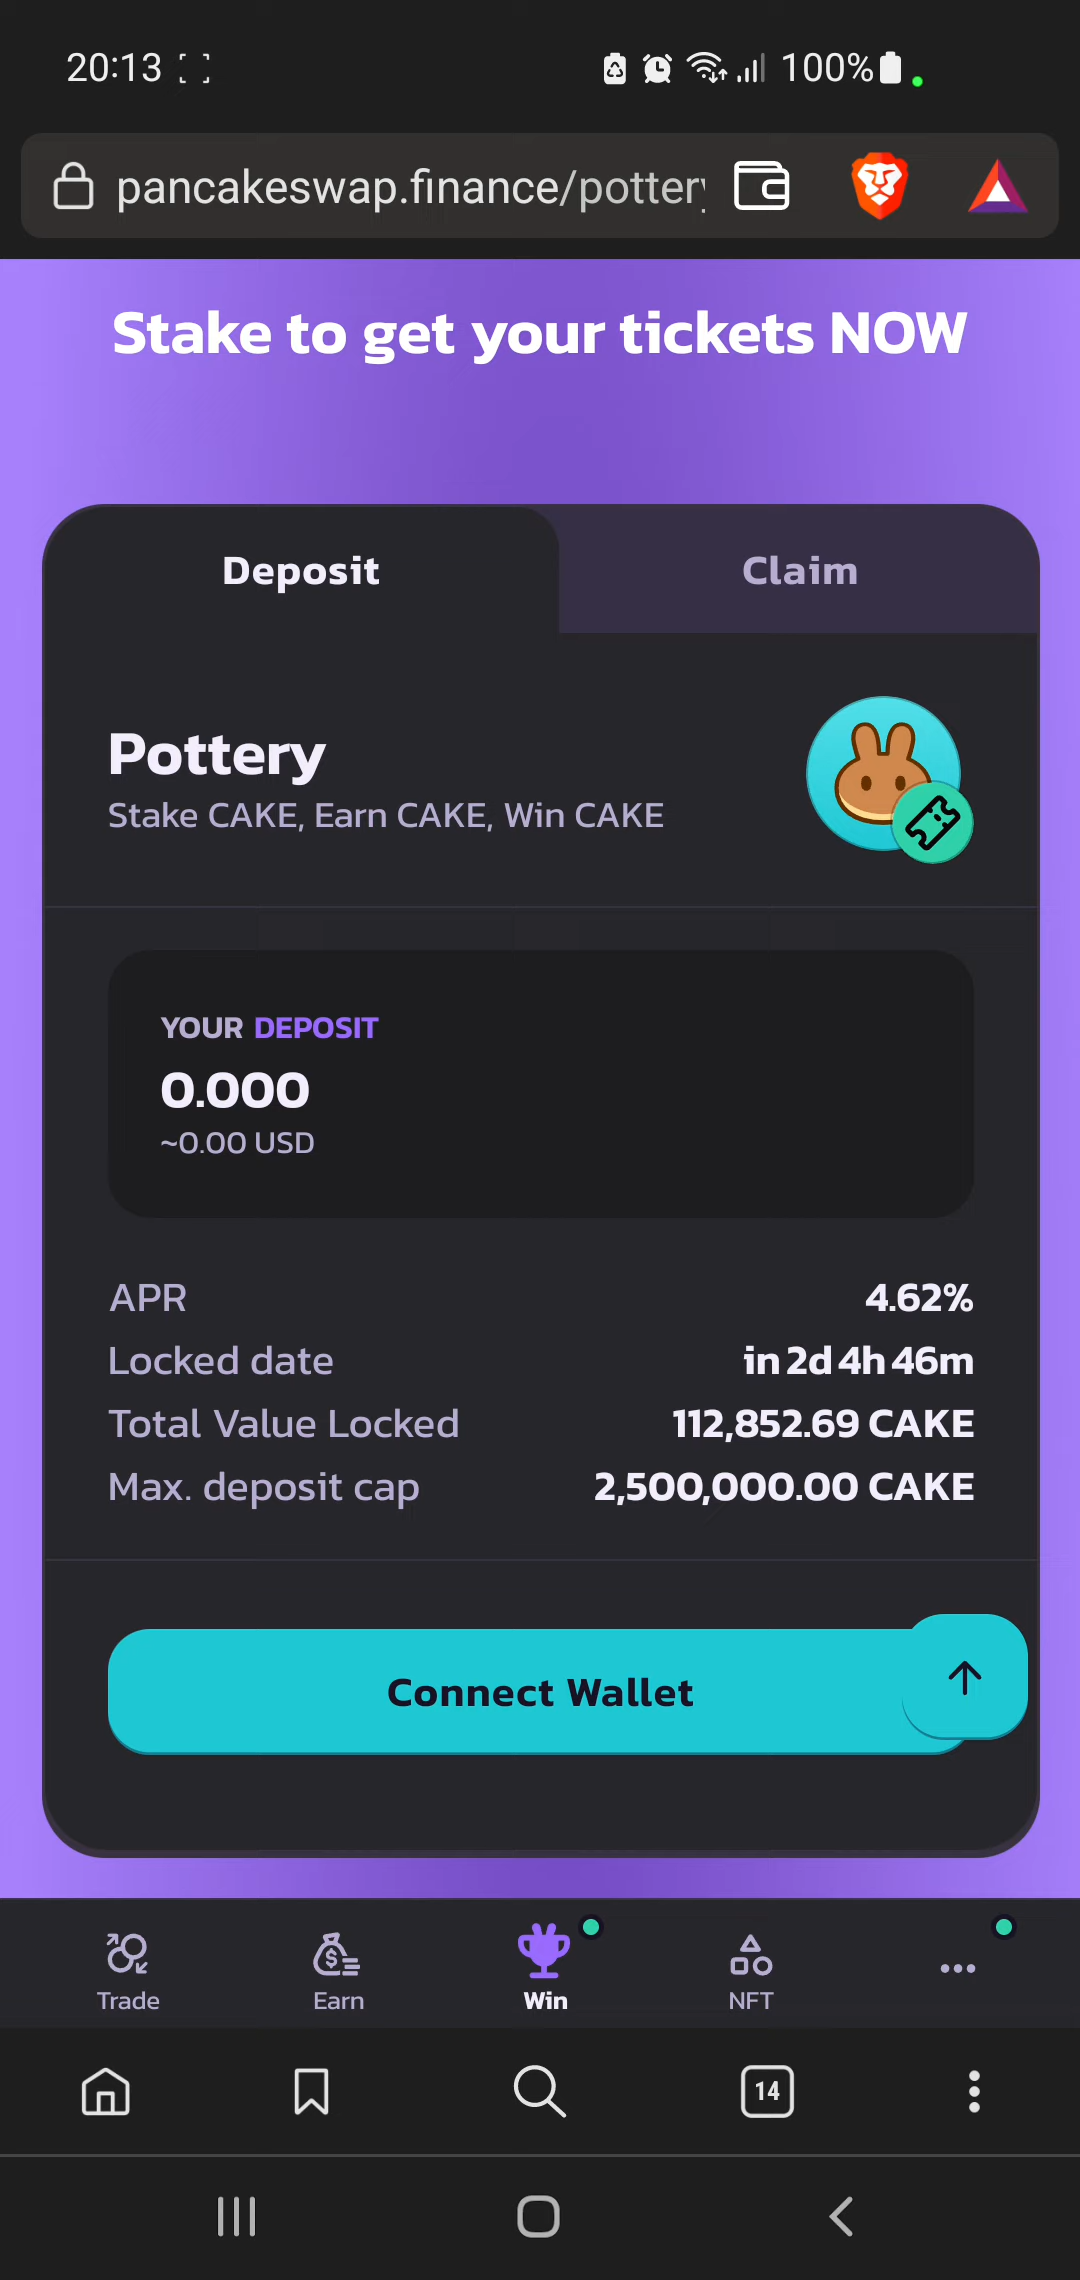 20:13 100%
pancakeswap.finance/pottery
Stake to get your tickets NOW
Deposit Claim
Pottery
Stake CAKE, Earn CAKE, Win CAKE
YOUR DEPOSIT
0.000
~0.00 USD
APR 4.62%
Locked date in 2d 4h 46m
Total Value Locked 112,852.69 CAKE
Max. deposit cap 2,500,000.00 CAKE
Connect Wallet
Trade Earn Win NFT
14